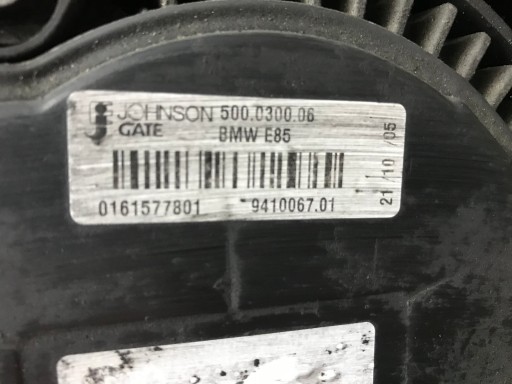 JOHNSON 500.0300.06
GATE BMW E85
0161577801 9410067.01
21/10/05